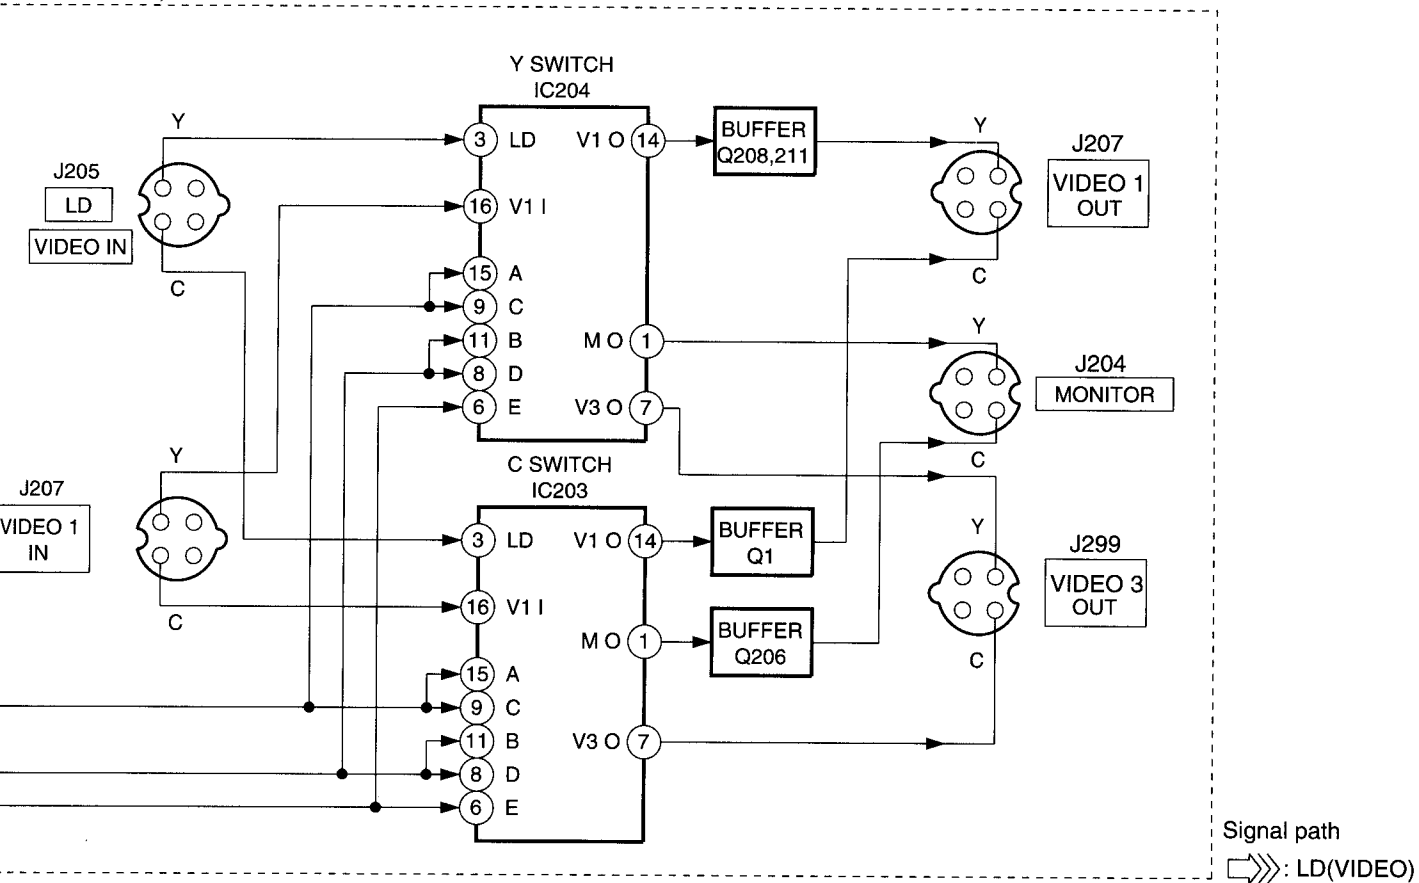 Y SWITCH
IC204
Y
J205
LD
VIDEO IN
C
3 LD
16 V1 I
15 A
9 C
11 B
8 D
6 E
V1 O 14
M O 1
V3 O 7
BUFFER
Q208,211
Y
J207
VIDEO 1
OUT
C
Y
J204
MONITOR
C
C SWITCH
IC203
Y
J207
VIDEO 1
IN
C
3 LD
16 V1 I
15 A
9 C
11 B
8 D
6 E
V1 O 14
M O 1
V3 O 7
BUFFER
Q1
BUFFER
Q206
Y
J299
VIDEO 3
OUT
C
Signal path
: LD(VIDEO)